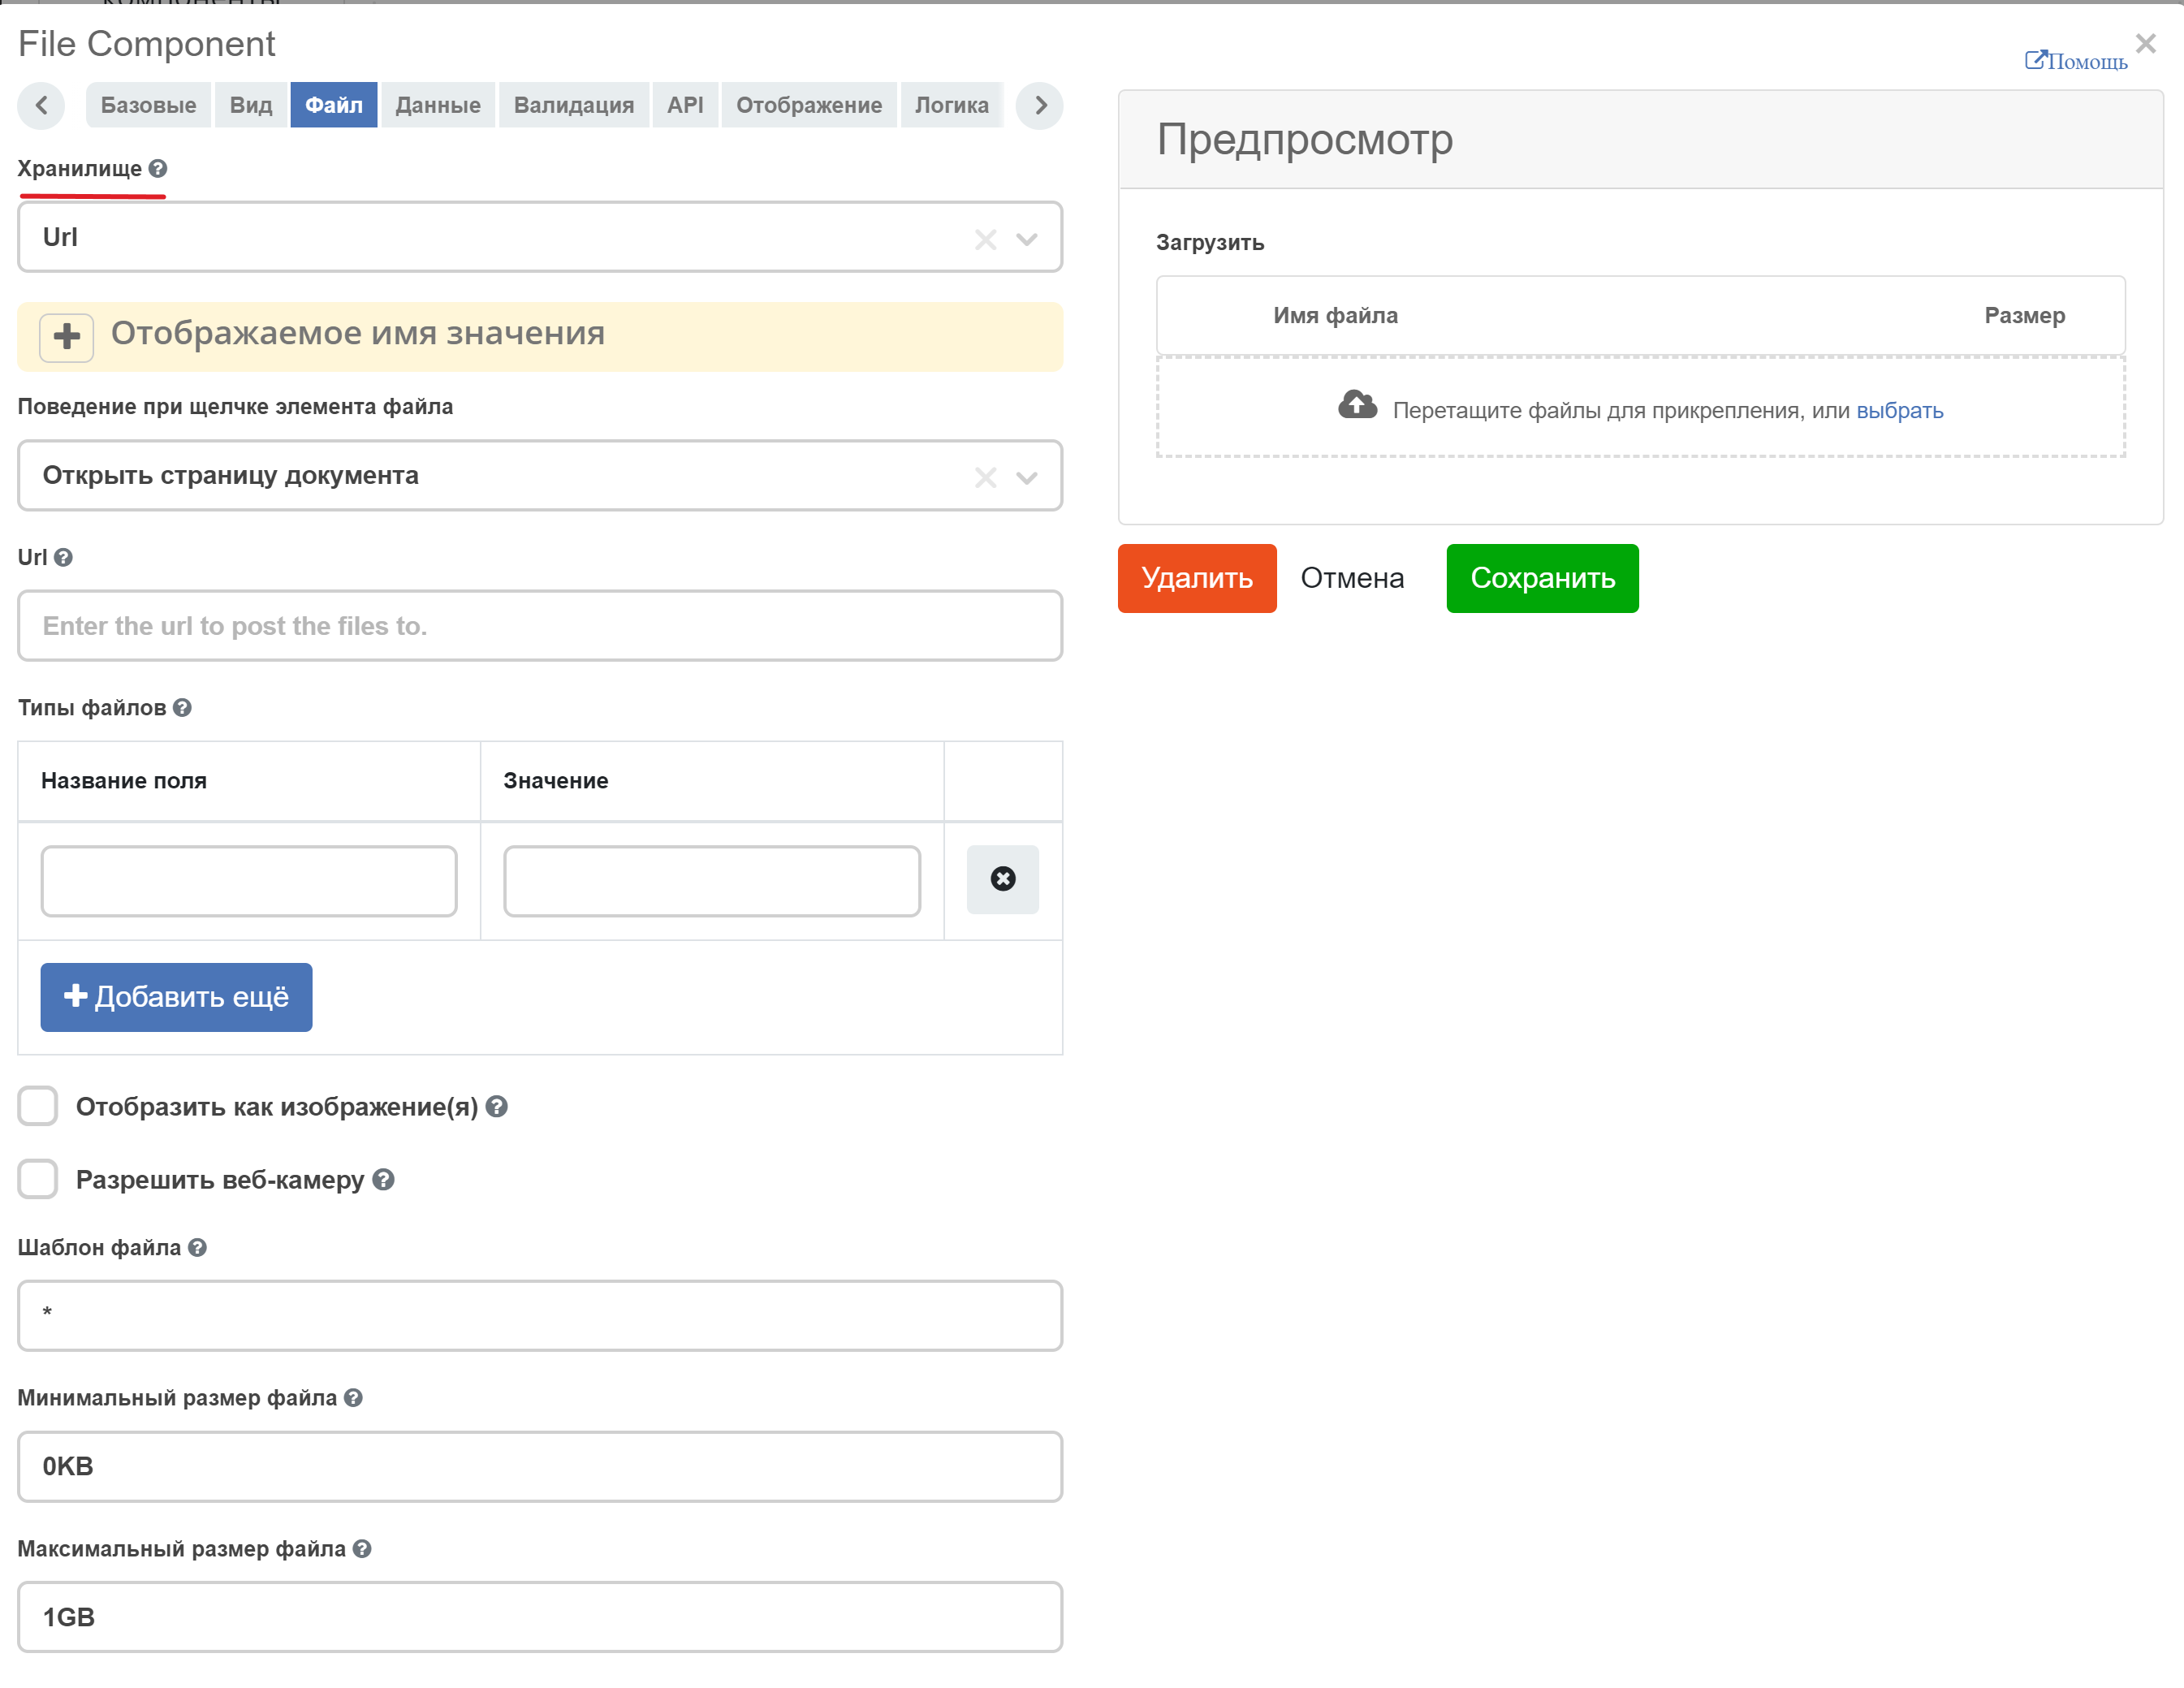 File Component
Помощь
Базовые Вид Файл Данные Валидация API Отображение Логика
Хранилище
Url
Отображаемое имя значения
Поведение при щелчке элемента файла
Открыть страницу документа
Url
Enter the url to post the files to.
Типы файлов
Название поля Значение
Добавить ещё
Отобразить как изображение(я)
Разрешить веб-камеру
Шаблон файла
*
Минимальный размер файла
0KB
Максимальный размер файла
1GB
Предпросмотр
Загрузить
Имя файла Размер
Перетащите файлы для прикрепления, или выбрать
Удалить Отмена Сохранить